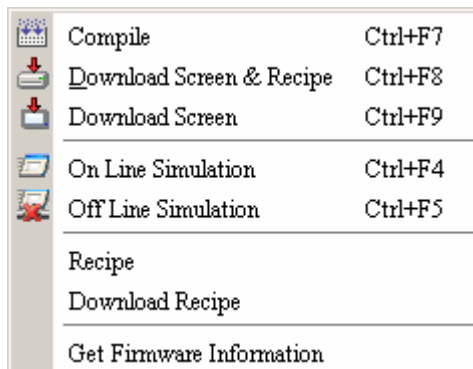 Compile Ctrl+F7
Download Screen & Recipe Ctrl+F8
Download Screen Ctrl+F9
On Line Simulation Ctrl+F4
Off Line Simulation Ctrl+F5
Recipe
Download Recipe
Get Firmware Information